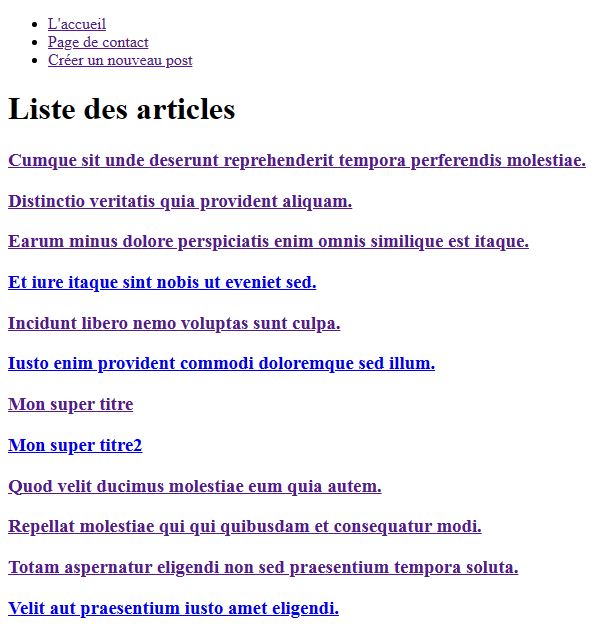 L'accueil
Page de contact
Créer un nouveau post
Liste des articles
Cumque sit unde deserunt reprehenderit tempora perferendis molestiae.
Distinctio veritatis quia provident aliquam.
Earum minus dolore perspiciatis enim omnis similique est itaque.
Et iure itaque sint nobis ut eveniet sed.
Incidunt libero nemo voluptas sunt culpa.
Iusto enim provident commodi doloremque sed illum.
Mon super titre
Mon super titre2
Quod velit ducimus molestiae eum quia autem.
Repellat molestiae qui qui quibusdam et consequatur modi.
Totam aspernatur eligendi non sed praesentium tempora soluta.
Velit aut praesentium iusto amet eligendi.